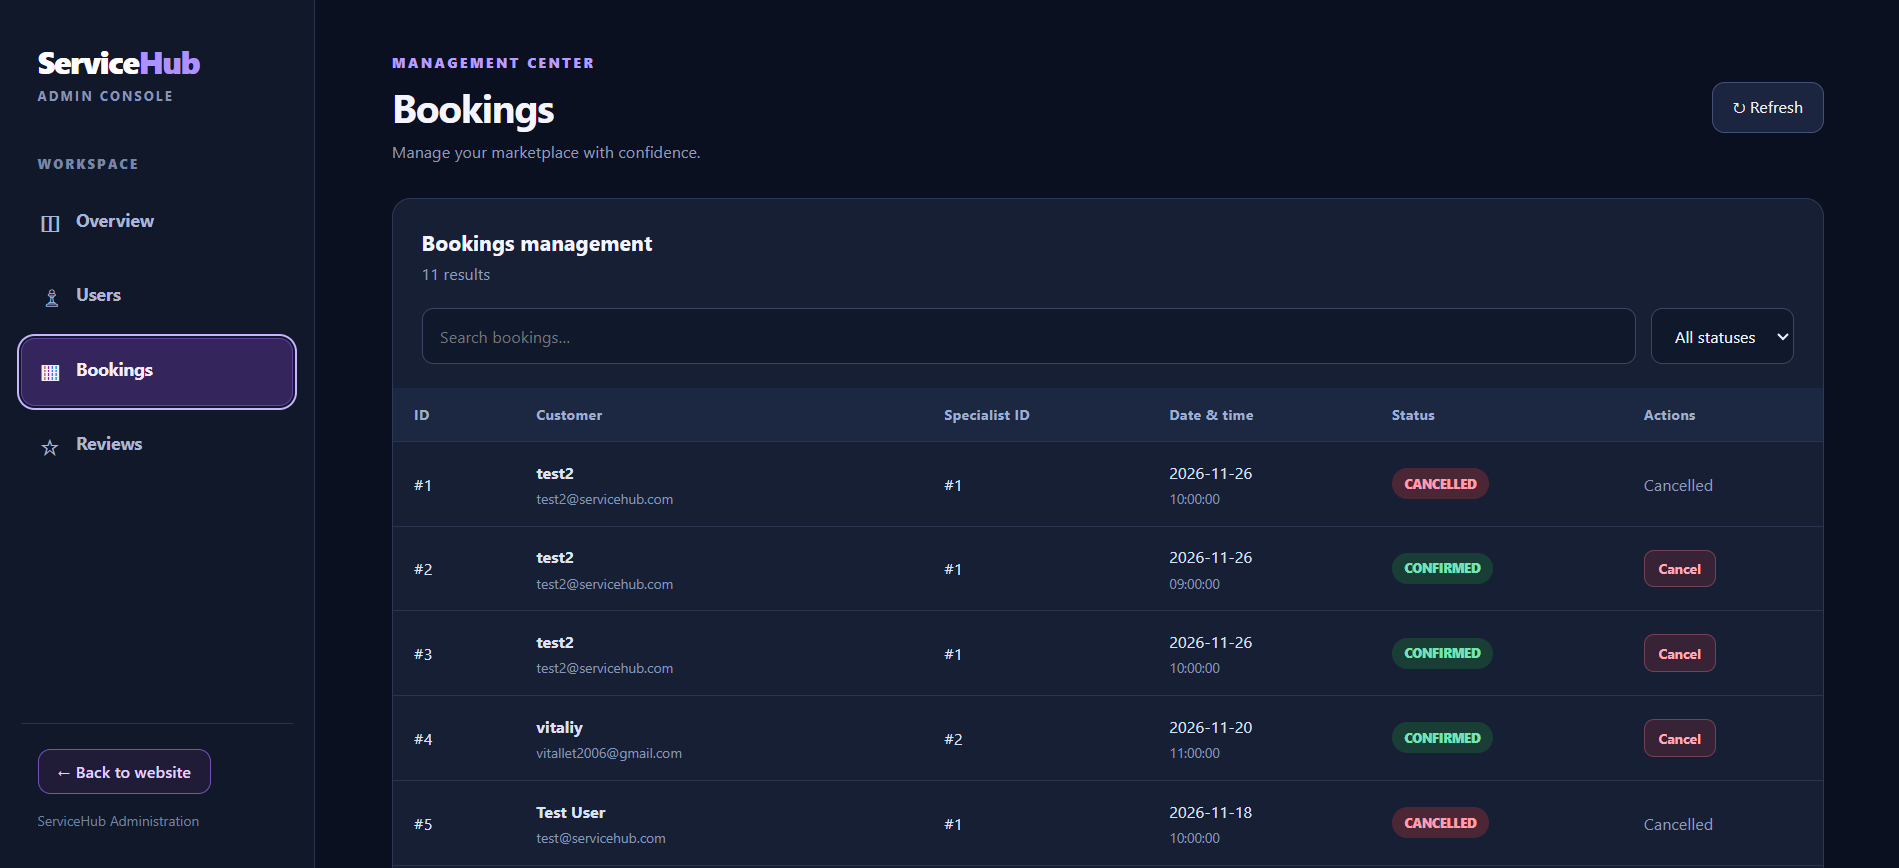 ServiceHub
ADMIN CONSOLE
WORKSPACE
Overview
Users
Bookings
Reviews
← Back to website
ServiceHub Administration
MANAGEMENT CENTER
Bookings
Manage your marketplace with confidence.
↻ Refresh
Bookings management
11 results
Search bookings...
All statuses
ID Customer Specialist ID Date & time Status Actions
#1 test2 test2@servicehub.com #1 2026-11-26 10:00:00 CANCELLED Cancelled
#2 test2 test2@servicehub.com #1 2026-11-26 09:00:00 CONFIRMED Cancel
#3 test2 test2@servicehub.com #1 2026-11-26 10:00:00 CONFIRMED Cancel
#4 vitaliy vitallet2006@gmail.com #2 2026-11-20 11:00:00 CONFIRMED Cancel
#5 Test User test@servicehub.com #1 2026-11-18 10:00:00 CANCELLED Cancelled